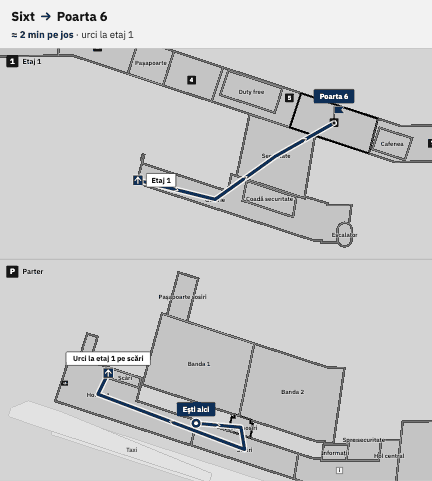 Sixt → Poarta 6
≈ 2 min pe jos · urci la etaj 1
1 Etaj 1
Pașapoarte
4
Duty free
5
Poarta 6
Cafenea
Etaj 1
Coadă securitate
Escalator
P Parter
Pașapoarte sosiri
Urci la etaj 1 pe scări
Scări
Banda 1
Banda 2
Ești aici
Taxi
Hol central